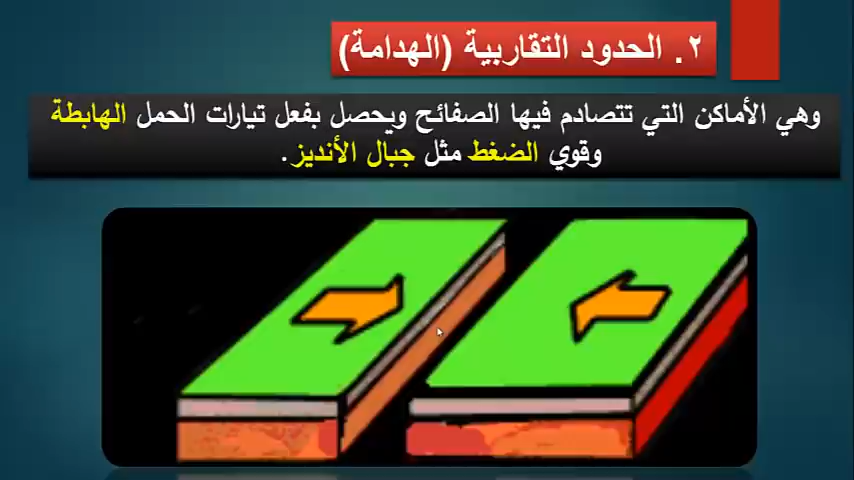 ٢. الحدود التقاربية (الهدامة)
وهي الأماكن التي تتصادم فيها الصفائح ويحصل بفعل تيارات الحمل الهابطة
وقوي الضغط مثل جبال الأنديز.